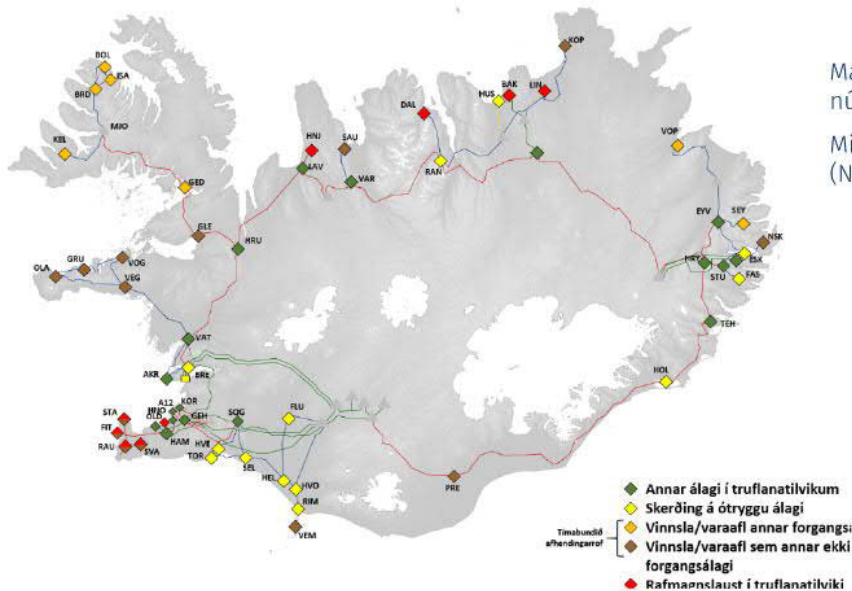 KOP
BOL
ISA
BRD
BAK
LIN
HUS
DAL
MJO
KEL
HNJ
SAU
VOP
LAV
VAR
RAN
GED
EYV
SEY
GLE
HRU
NSK
VOG
GRU
OLA
VEG
ESK
STU
FAS
TEH
VAT
BRE
AKR
HOL
A12
KOR
STA
OLD
GEH
SOG
FLU
FIT
HAM
RAU
SVA
HVE
TOR
SEL
HEL
HVO
RIM
VEM
PRE
Mi
(N
Annar álagi í truflanatilvikum
Skerðing á ótryggu álagi
Vinnsla/varaafl annar
Tímabundið
afhendingarrof
Vinnsla/varaafl sem annar ekki
forgangsálagi
Rafmagnslaust í truflanatilviki